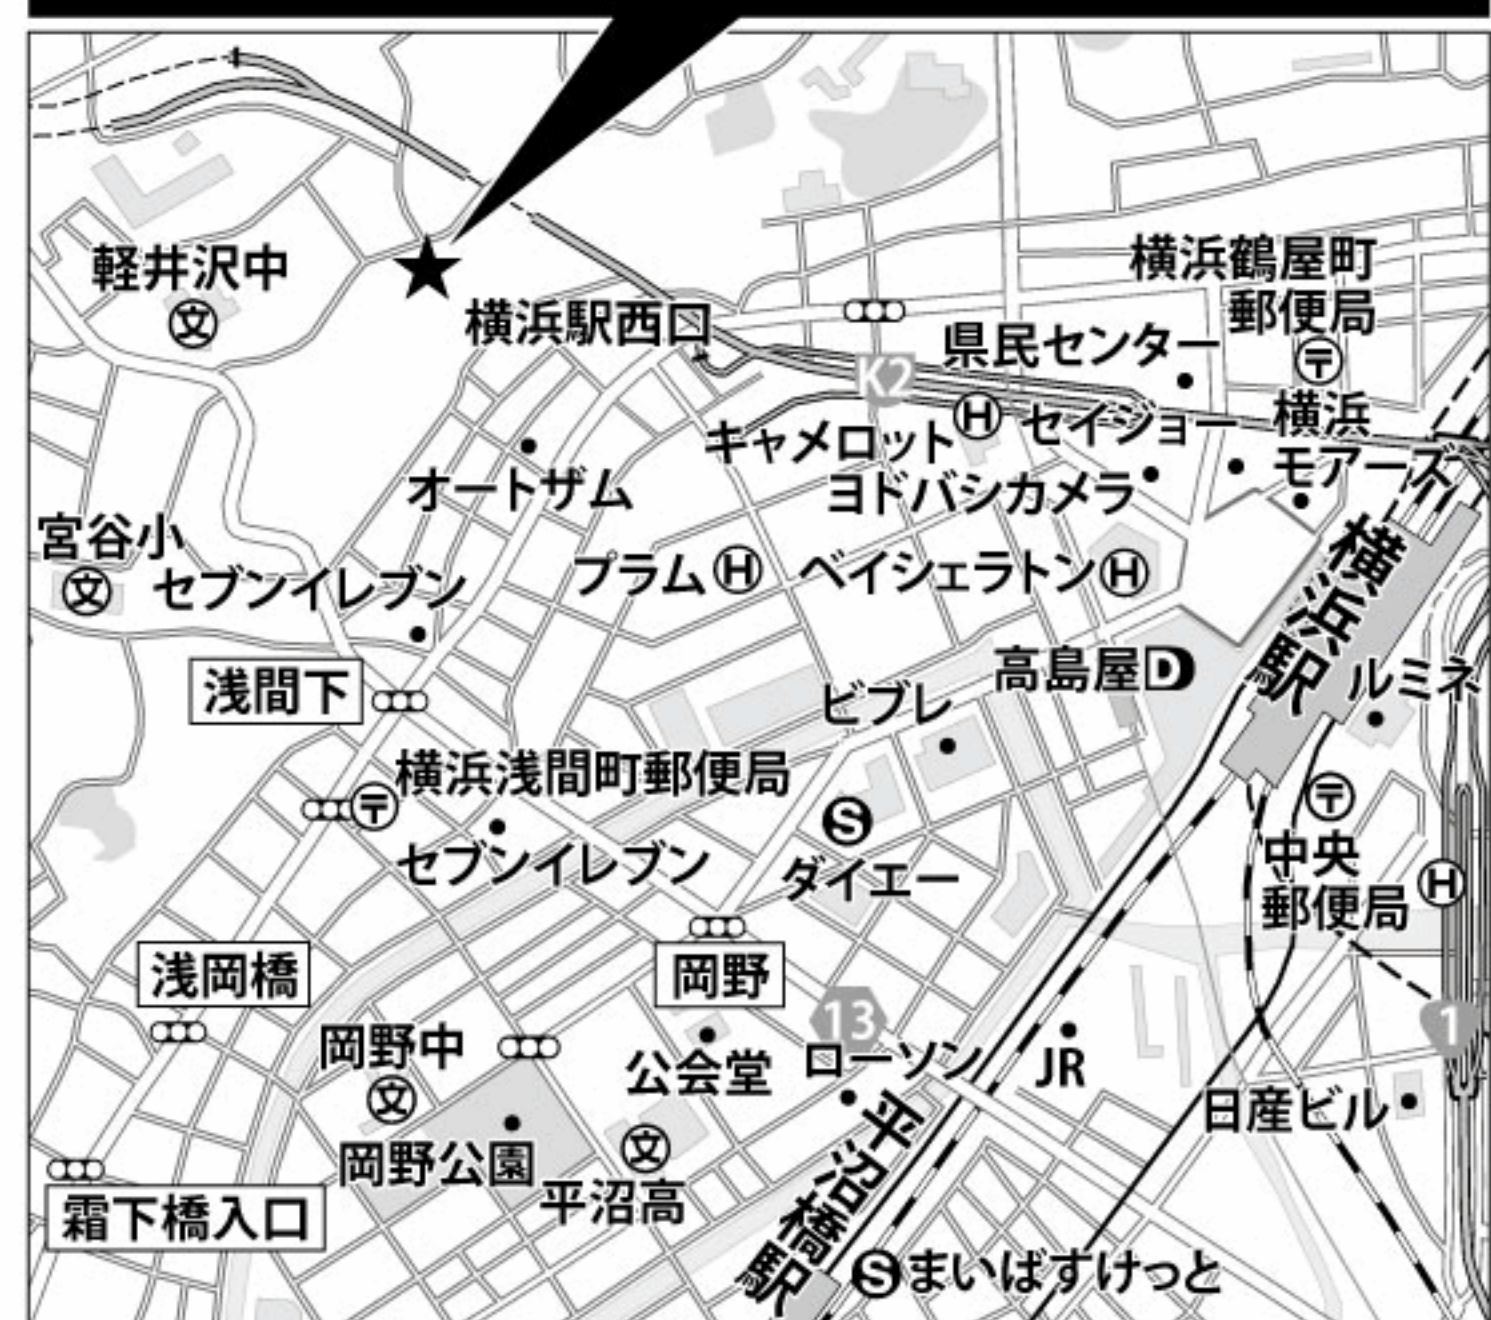 軽井沢中
文
横浜駅西口
横浜鶴屋町
郵便局
〒
県民センター
K2
キャメロット
H
セイジョー
横浜
モアーズ
ヨドバシカメラ
オートザム
宮谷小
文
セブンイレブン
プラム
H
ベイシェラトン
H
横浜駅
浅間下
高島屋
D
ルミネ
ビブレ
横浜浅間町郵便局
〒
セブンイレブン
S
ダイエー
〒
中央
郵便局
H
浅岡橋
岡野
13
1
岡野中
文
公会堂
ローソン
JR
日産ビル
岡野公園
文
平沼高
平沼橋駅
霜下橋入口
S
まいばすけっと